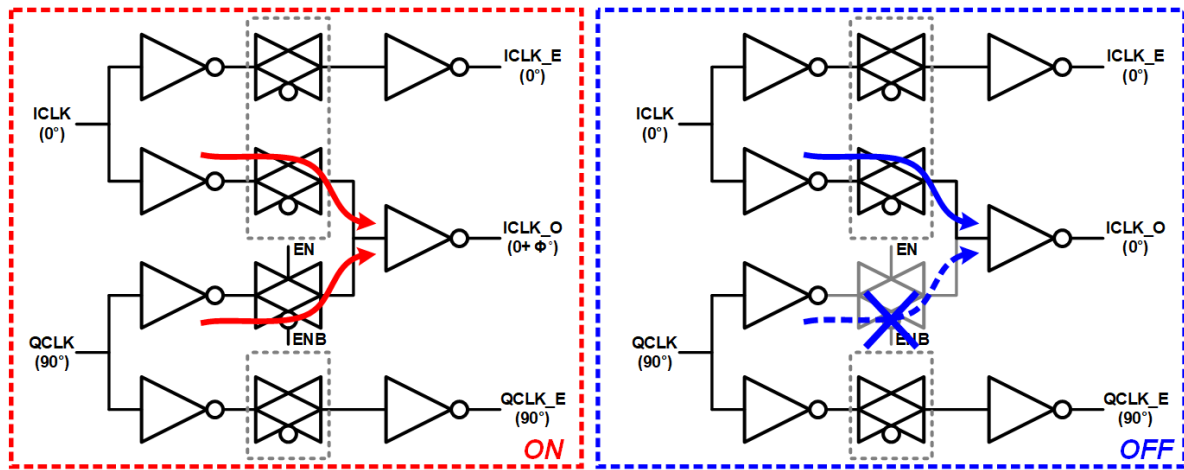 ICLK_E
(0°)
ICLK
(0°)
ICLK_O
(0+ Φ°)
EN
ENB
QCLK
(90°)
QCLK_E
(90°)
ON
ICLK_E
(0°)
ICLK
(0°)
ICLK_O
(0°)
EN
ENB
QCLK
(90°)
QCLK_E
(90°)
OFF